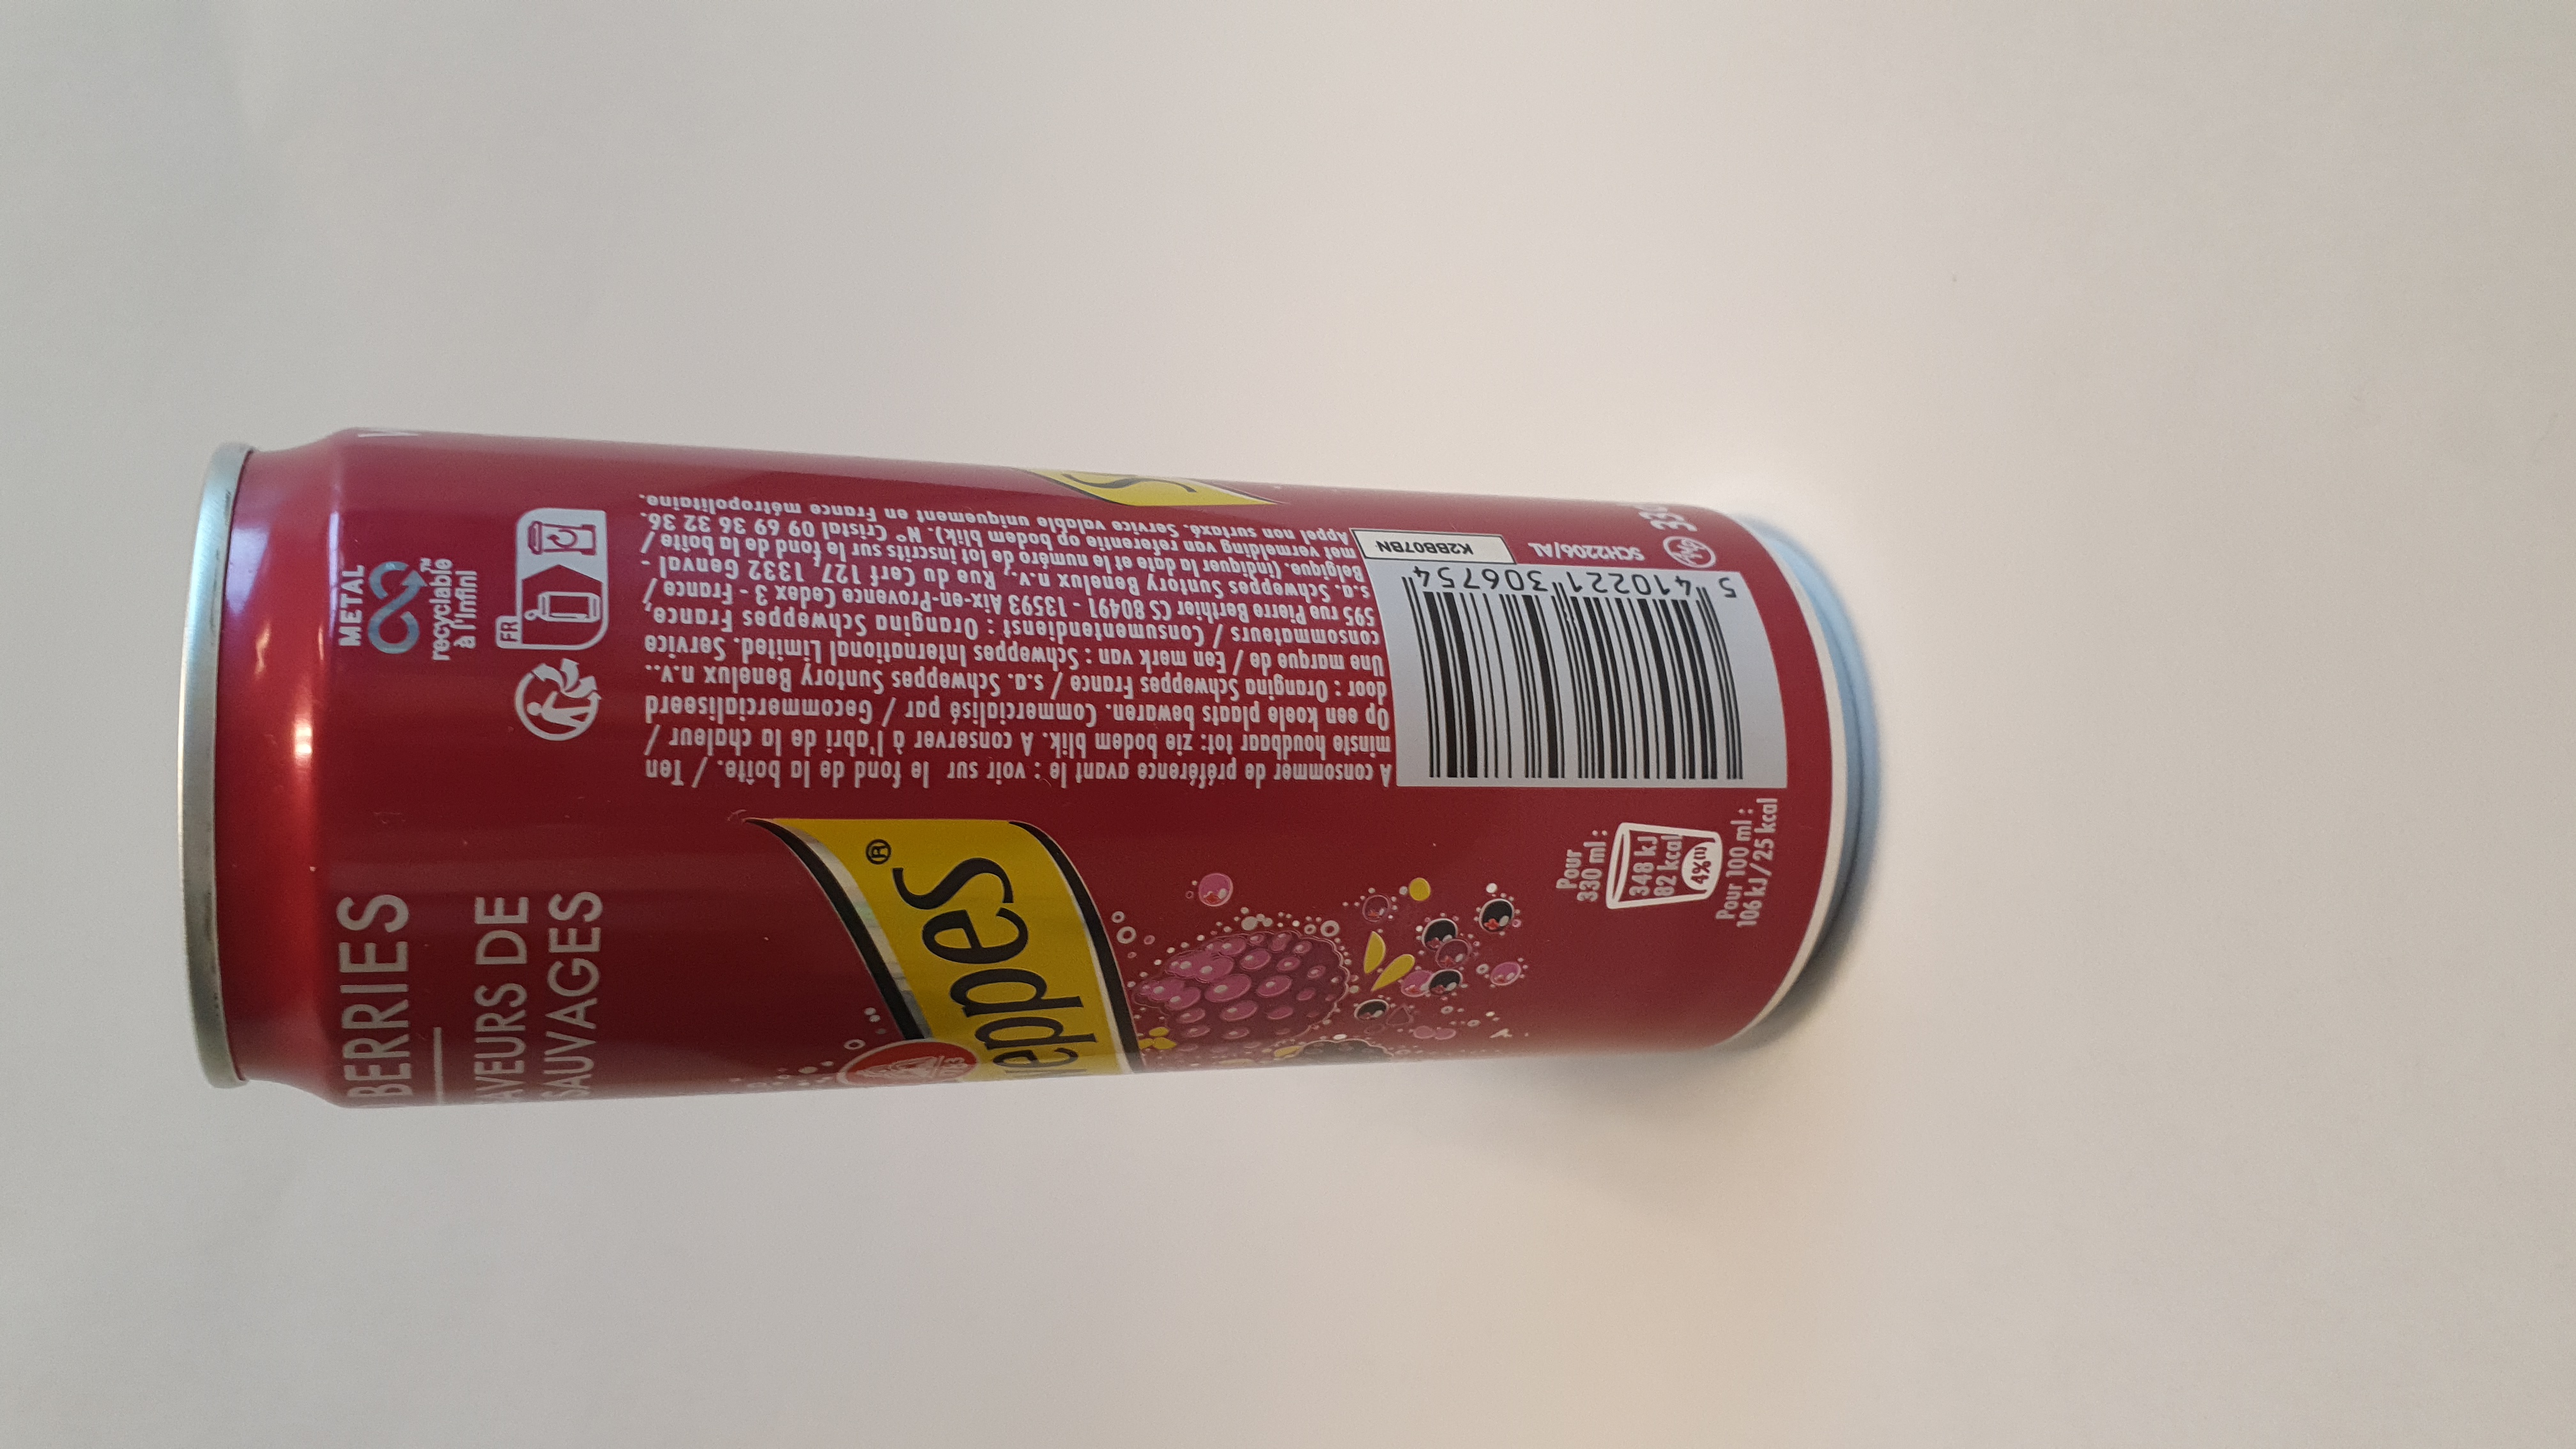 BERRIES
AVEURS DE
SAUVAGES
eppes®
Pour
330 ml :
348 kJ
82 kcal
4%(1)
Pour 100 ml :
106 kJ/25 kcal
METAL
recyclable™
à l'infini
FR
A consommer de préférence avant le : voir sur le fond de la boîte. / Ten
minste houdbaar tot: zie bodem blik. A conserver à l'abri de la chaleur /
Op een koele plaats bewaren. Commercialisé par / Gecommercialiseerd
door : Orangina Schweppes France / s.a. Schweppes Suntory Benelux n.v..
Une marque de / Een merk van : Schweppes International Limited. Service
consommateurs / Consumentendienst : Orangina Schweppes France,
595 rue Pierre Berthier CS 80491 - 13593 Aix-en-Provence Cedex 3 - France /
s.a. Schweppes Suntory Benelux n.v., Rue du Cerf 127, 1332 Genval -
Belgique. (indiquer la date et le numéro de lot inscrits sur le fond de la boîte /
met vermelding van referentie op bodem blik). N° Cristal 09 69 36 32 36.
Appel non surtaxé. Service valable uniquement en France métropolitaine.
5 410221 306754
K2BB07BN
SCH2206/AL
33c